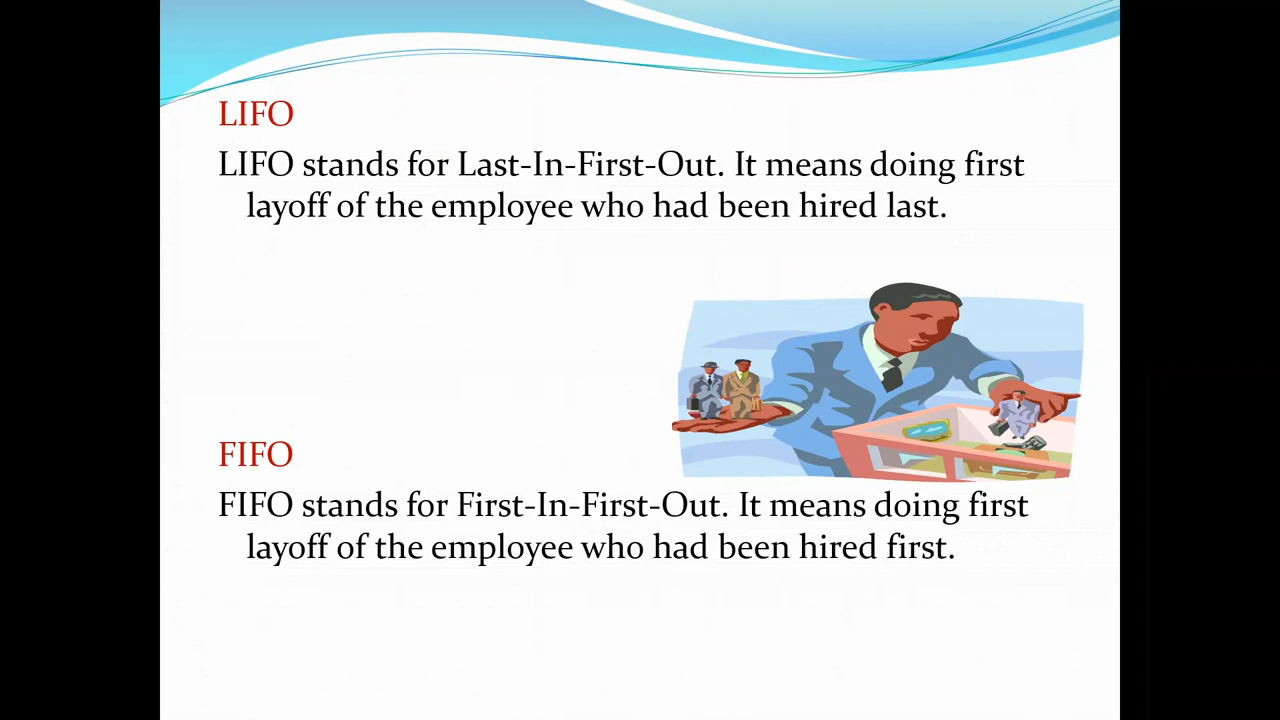 LIFO
LIFO stands for Last-In-First-Out. It means doing first
layoff of the employee who had been hired last.
FIFO
FIFO stands for First-In-First-Out. It means doing first
layoff of the employee who had been hired first.